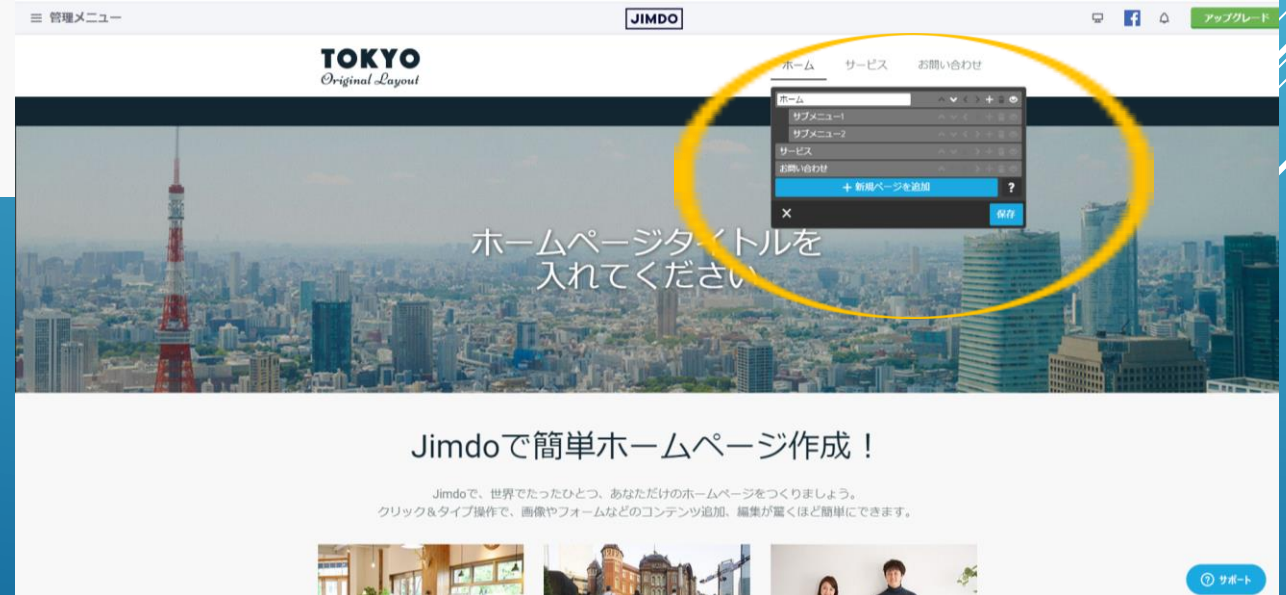 管理メニュー
JIMDO
アップグレード
TOKYO
Original Layout
ホーム
サービス
お問い合わせ
ホーム
サブメニュー1
サブメニュー2
サービス
お問い合わせ
+ 新規ページを追加
?
保存
ホームページタイトルを
入れてください
Jimdoで簡単ホームページ作成！
Jimdoで、世界でたったひとつ、あなただけのホームページをつくりましょう。
クリック＆タイプ操作で、画像やフォームなどのコンテンツ追加、編集が驚くほど簡単にできます。
サポート